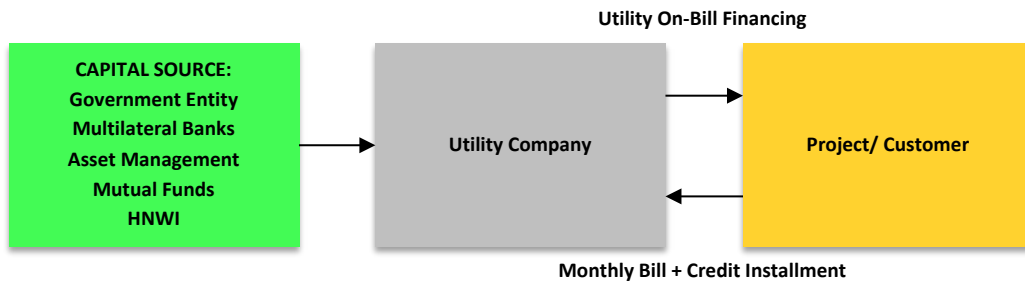 Utility On-Bill Financing
CAPITAL SOURCE:
Government Entity
Multilateral Banks
Asset Management
Mutual Funds
HNWI
Utility Company
Project/ Customer
Monthly Bill + Credit Installment